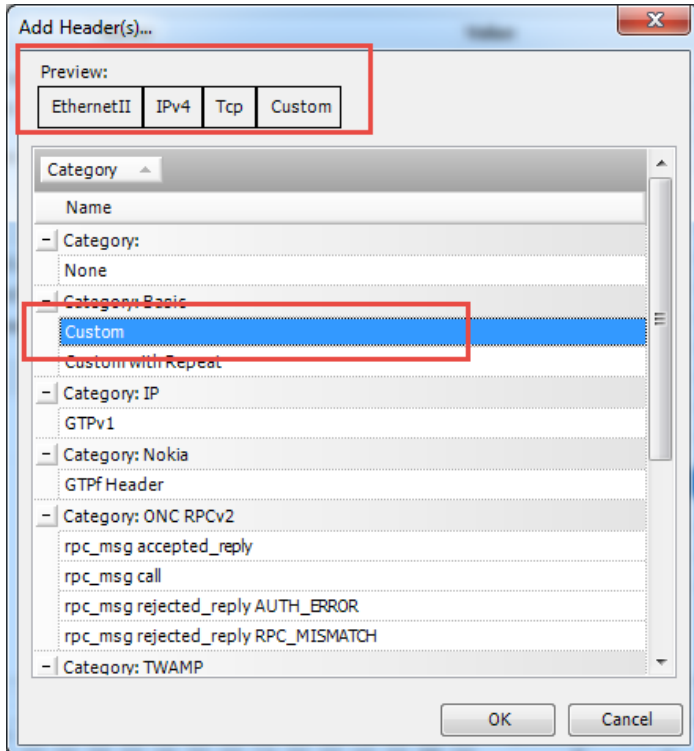 Add Header(s)...
Preview:
EthernetII IPv4 Tcp Custom
Category
Name
Category:
None
Category: Basic
Custom
Custom with Repeat
Category: IP
GTPv1
Category: Nokia
GTPf Header
Category: ONC RPCv2
rpc_msg accepted_reply
rpc_msg call
rpc_msg rejected_reply AUTH_ERROR
rpc_msg rejected_reply RPC_MISMATCH
Category: TWAMP
OK Cancel